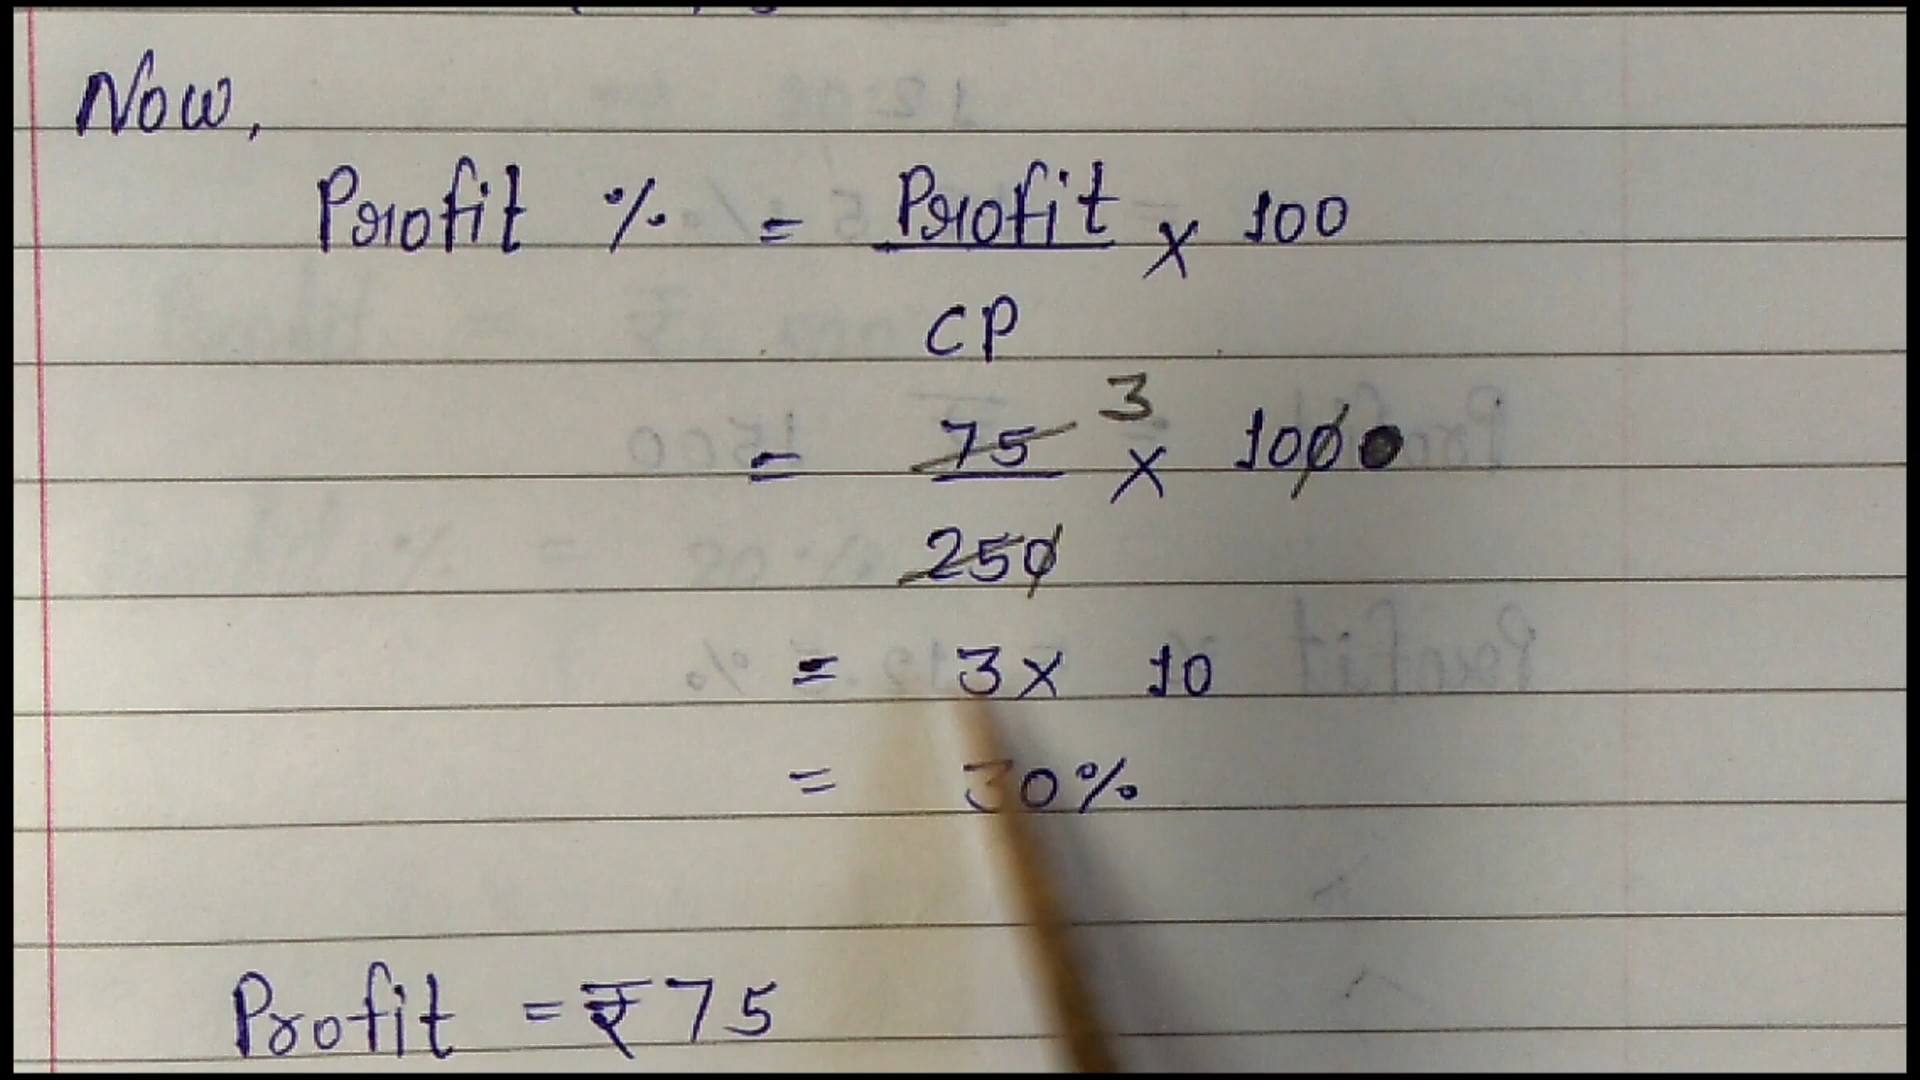 Now,
Profit % = Profit × 100
CP
= 75 3 × 100
250
= 3 × 10
= 30%
Profit = ₹75